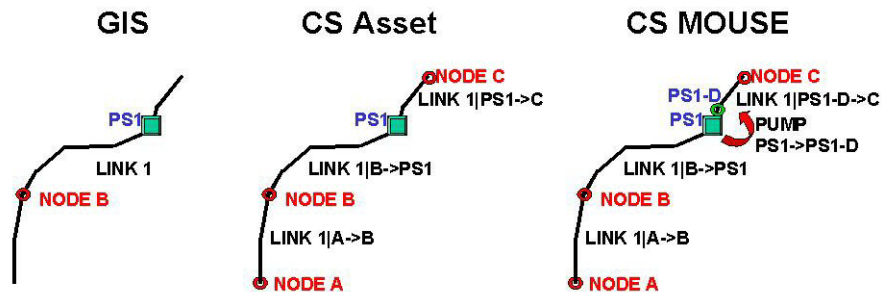 GIS
CS Asset
CS MOUSE
PS1
LINK 1
NODE B
NODE C
LINK 1|PS1->C
PS1
LINK 1|B->PS1
NODE B
LINK 1|A->B
NODE A
NODE C
PS1-D
LINK 1|PS1-D->C
PS1
PUMP
PS1->PS1-D
LINK 1|B->PS1
NODE B
LINK 1|A->B
NODE A